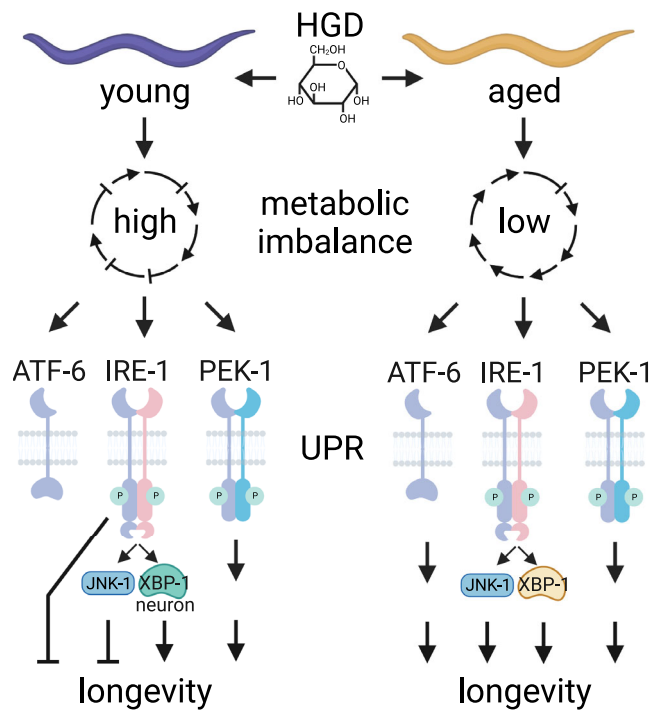 HGD
CH₂OH
O
OH
HO
OH
OH
young
aged
high
metabolic
imbalance
low
ATF-6 IRE-1 PEK-1
ATF-6 IRE-1 PEK-1
UPR
P P P P
P P P P
JNK-1 XBP-1
neuron
JNK-1 XBP-1
longevity
longevity